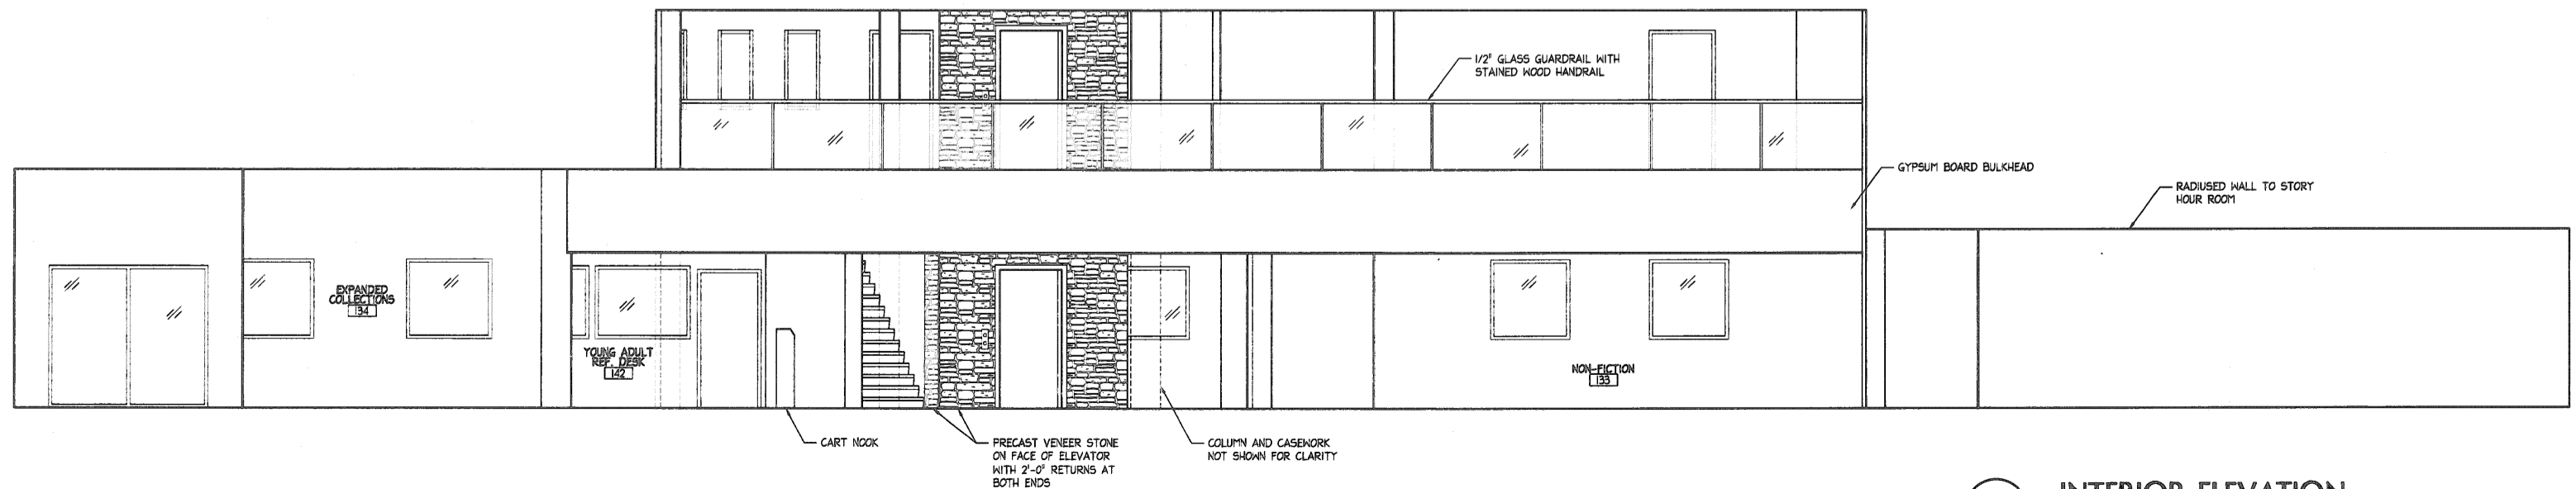 1/2" GLASS GUARDRAIL WITH
STAINED WOOD HANDRAIL
GYPSUM BOARD BULKHEAD
RADIUSED WALL TO STORY
HOUR ROOM
EXPANDED
COLLECTIONS
134
YOUNG ADULT
REF. DESK
142
NON-FICTION
133
CART NOOK
PRECAST VENEER STONE
ON FACE OF ELEVATOR
WITH 2'-0" RETURNS AT
BOTH ENDS
COLUMN AND CASEWORK
NOT SHOWN FOR CLARITY
INTERIOR ELEVATION